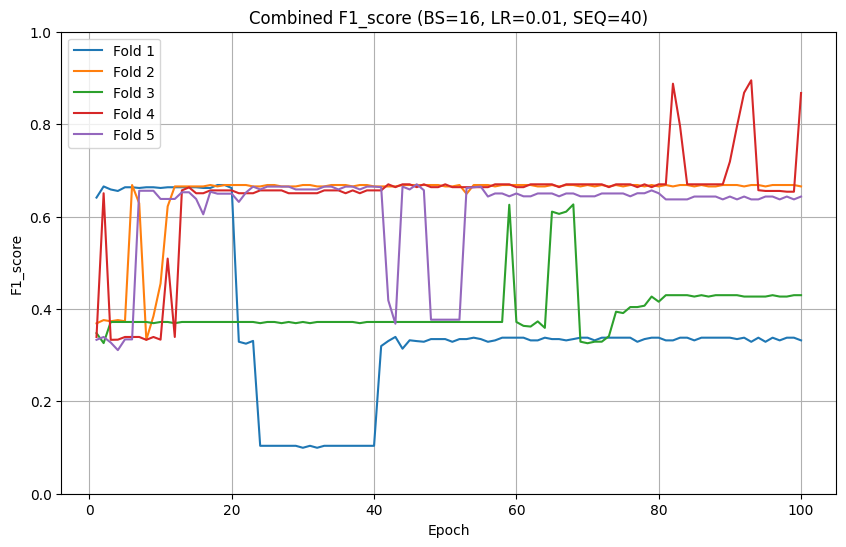 Combined F1_score (BS=16, LR=0.01, SEQ=40)
Fold 1
Fold 2
Fold 3
Fold 4
Fold 5
F1_score
1.0
0.8
0.6
0.4
0.2
0.0
0 20 40 60 80 100
Epoch